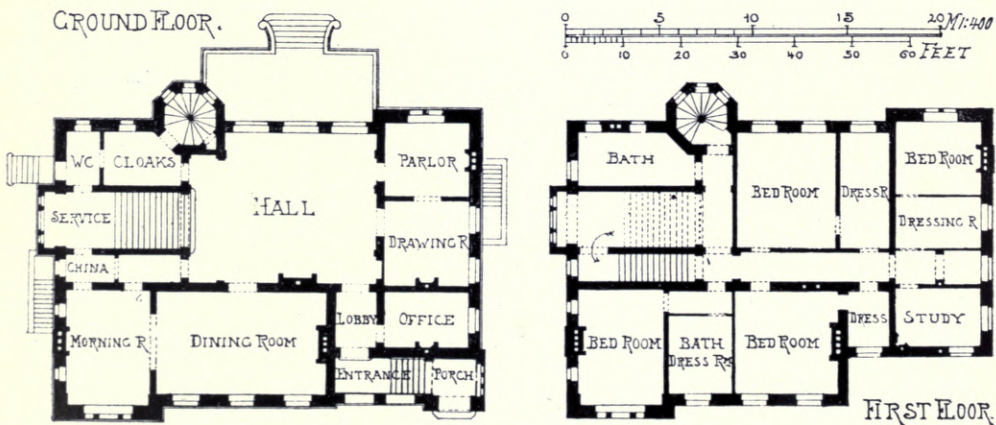 GROUND FLOOR.
0 5 10 15 20 M 1:400
0 10 20 30 40 50 60 FEET
WC
CLOAKS
PARLOR
SERVICE
HALL
DRAWING R
CHINA
MORNING R
DINING ROOM
LOBBY
OFFICE
ENTRANCE
PORCH
BATH
BED ROOM
DRESS R
BED ROOM
DRESSING R
BED ROOM
BATH
DRESS RS
BED ROOM
DRESS
STUDY
FIRST FLOOR.